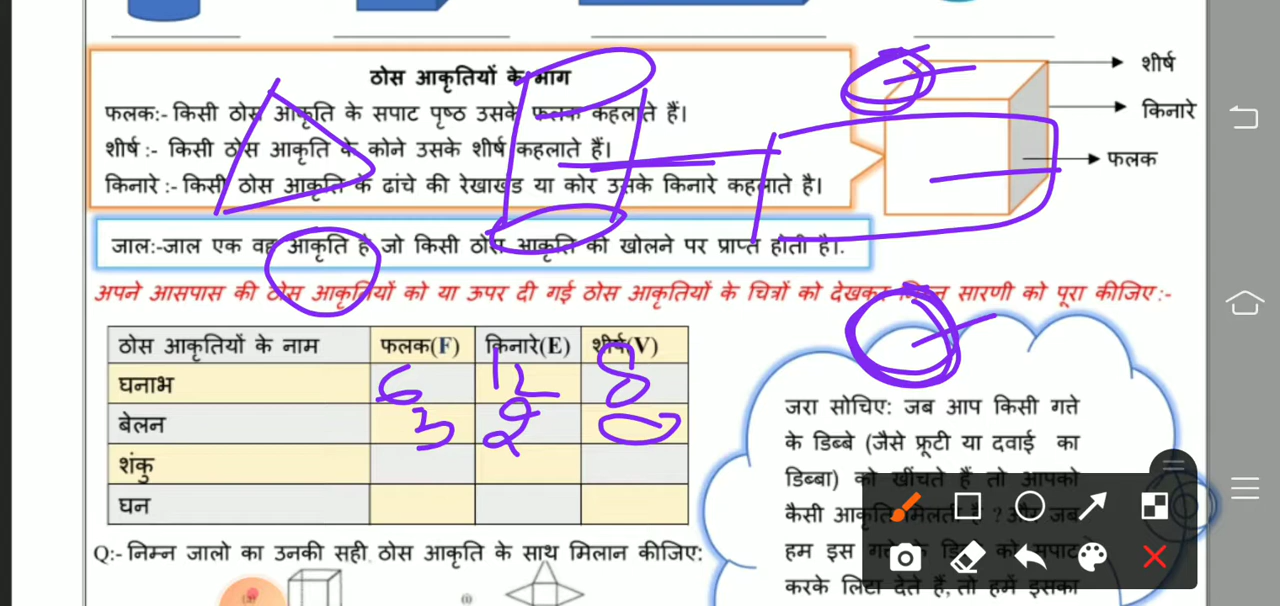 ठोस आकृतियों के भाग
फलक:- किसी ठोस आकृति के सपाट पृष्ठ उसके फलक कहलाते हैं।
शीर्ष :- किसी ठोस आकृति के कोने उसके शीर्ष कहलाते हैं।
किनारे :- किसी ठोस आकृति के ढांचे की रेखाखंड या कोर उसके किनारे कहलाते है।
शीर्ष
किनारे
फलक
जाल:-जाल एक वह आकृति है जो किसी ठोस आकृति को खोलने पर प्राप्त होती है।
अपने आसपास की ठोस आकृतियों को या ऊपर दी गई ठोस आकृतियों के चित्रों को देखकर निम्न सारणी को पूरा कीजिए:-
ठोस आकृतियों के नाम फलक(F) किनारे(E) शीर्ष(V)
घनाभ 6 12 8
बेलन 3 2 0
शंकु
घन
जरा सोचिए: जब आप किसी गत्ते
के डिब्बे (जैसे फ्रूटी या दवाई का
डिब्बा) को खींचते हैं तो आपको
कैसी आकृति मिलती है ? और जब
हम इस गत्ते के डिब्बे को सपाट
करके लिटा देते हैं, तो हमें इसका
Q:- निम्न जालो का उनकी सही ठोस आकृति के साथ मिलान कीजिए:
(i)